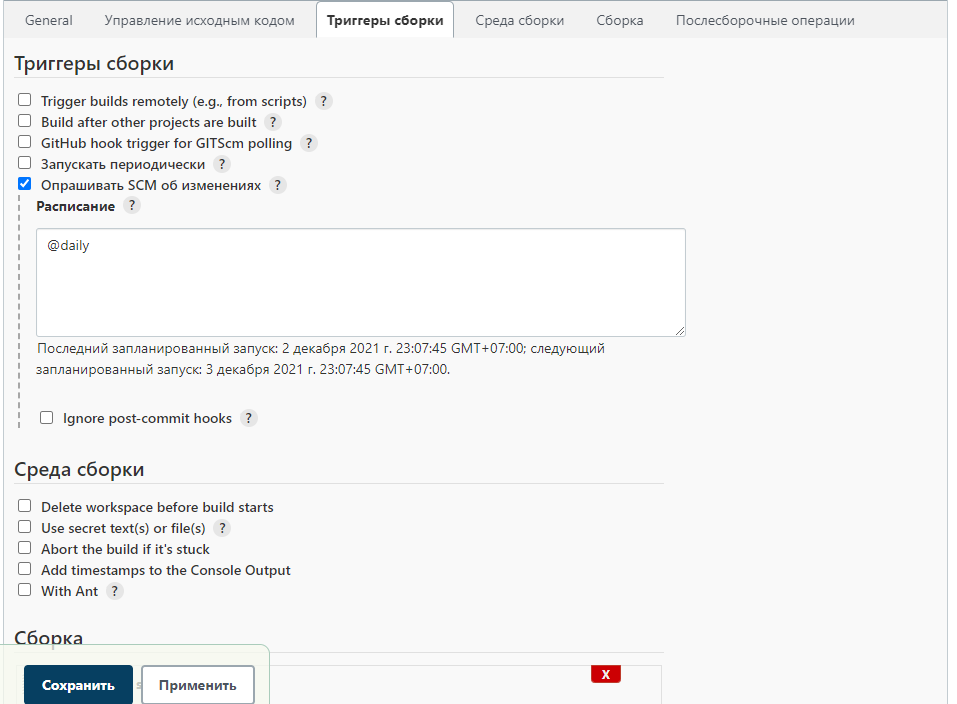 General Управление исходным кодом Триггеры сборки Среда сборки Сборка Послесборочные операции
Триггеры сборки
Trigger builds remotely (e.g., from scripts) ?
Build after other projects are built ?
GitHub hook trigger for GITScm polling ?
Запускать периодически ?
Опрашивать SCM об изменениях ?
Расписание ?
@daily
Последний запланированный запуск: 2 декабря 2021 г. 23:07:45 GMT+07:00; следующий
запланированный запуск: 3 декабря 2021 г. 23:07:45 GMT+07:00.
Ignore post-commit hooks ?
Среда сборки
Delete workspace before build starts
Use secret text(s) or file(s) ?
Abort the build if it's stuck
Add timestamps to the Console Output
With Ant ?
Сборка
X
Сохранить Применить